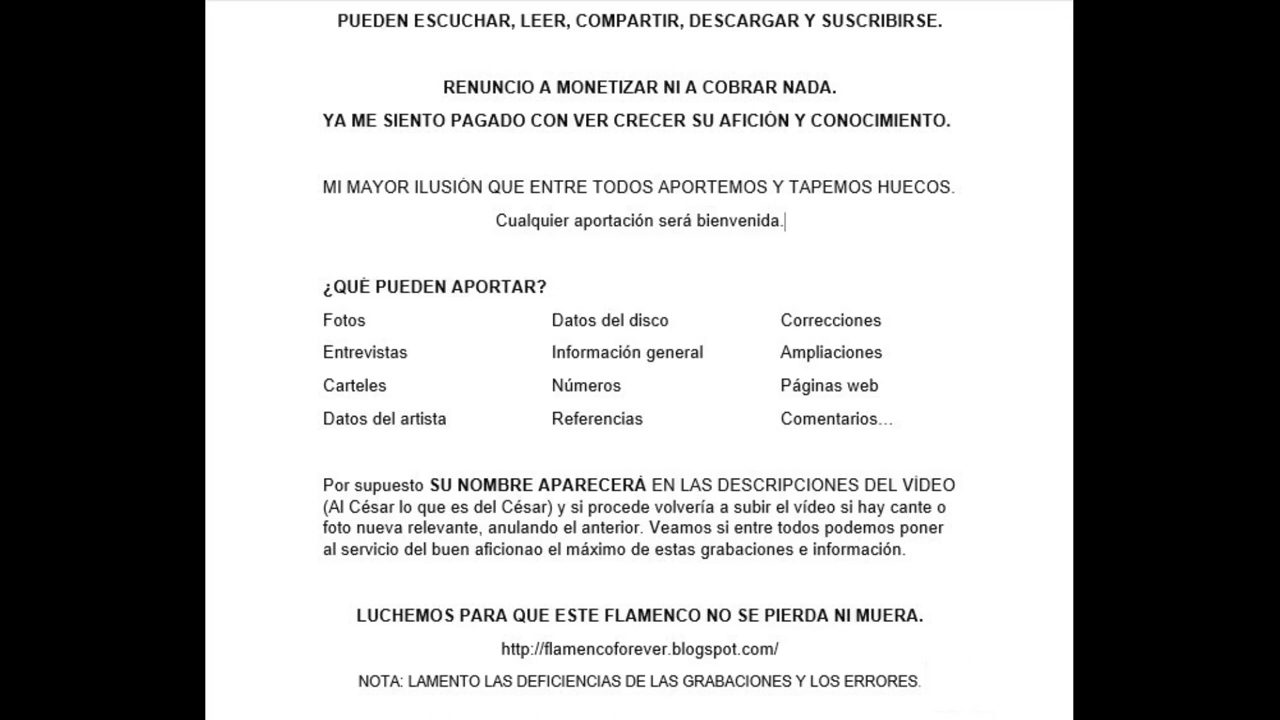 PUEDEN ESCUCHAR, LEER, COMPARTIR, DESCARGAR Y SUSCRIBIRSE.
RENUNCIO A MONETIZAR NI A COBRAR NADA.
YA ME SIENTO PAGADO CON VER CRECER SU AFICIÓN Y CONOCIMIENTO.
MI MAYOR ILUSIÓN QUE ENTRE TODOS APORTEMOS Y TAPEMOS HUECOS.
Cualquier aportación será bienvenida.
¿QUÉ PUEDEN APORTAR?
Fotos Datos del disco Correcciones
Entrevistas Información general Ampliaciones
Carteles Números Páginas web
Datos del artista Referencias Comentarios...
Por supuesto SU NOMBRE APARECERÁ EN LAS DESCRIPCIONES DEL VÍDEO
(Al César lo que es del César) y si procede volvería a subir el vídeo si hay cante o
foto nueva relevante, anulando el anterior. Veamos si entre todos podemos poner
al servicio del buen aficionao el máximo de estas grabaciones e información.
LUCHEMOS PARA QUE ESTE FLAMENCO NO SE PIERDA NI MUERA.
http://flamencoforever.blogspot.com/
NOTA: LAMENTO LAS DEFICIENCIAS DE LAS GRABACIONES Y LOS ERRORES.